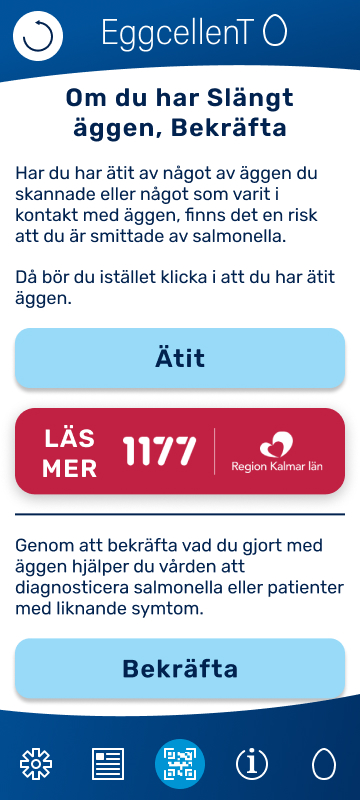 EggcellenT
Om du har Slängt
äggen, Bekräfta
Har du har ätit av något av äggen du
skannade eller något som varit i
kontakt med äggen, finns det en risk
att du är smittade av salmonella.
Då bör du istället klicka i att du har ätit
äggen.
Ätit
LÄS
MER
1177
Region Kalmar län
Genom att bekräfta vad du gjort med
äggen hjälper du vården att
diagnosticera salmonella eller patienter
med liknande symtom.
Bekräfta